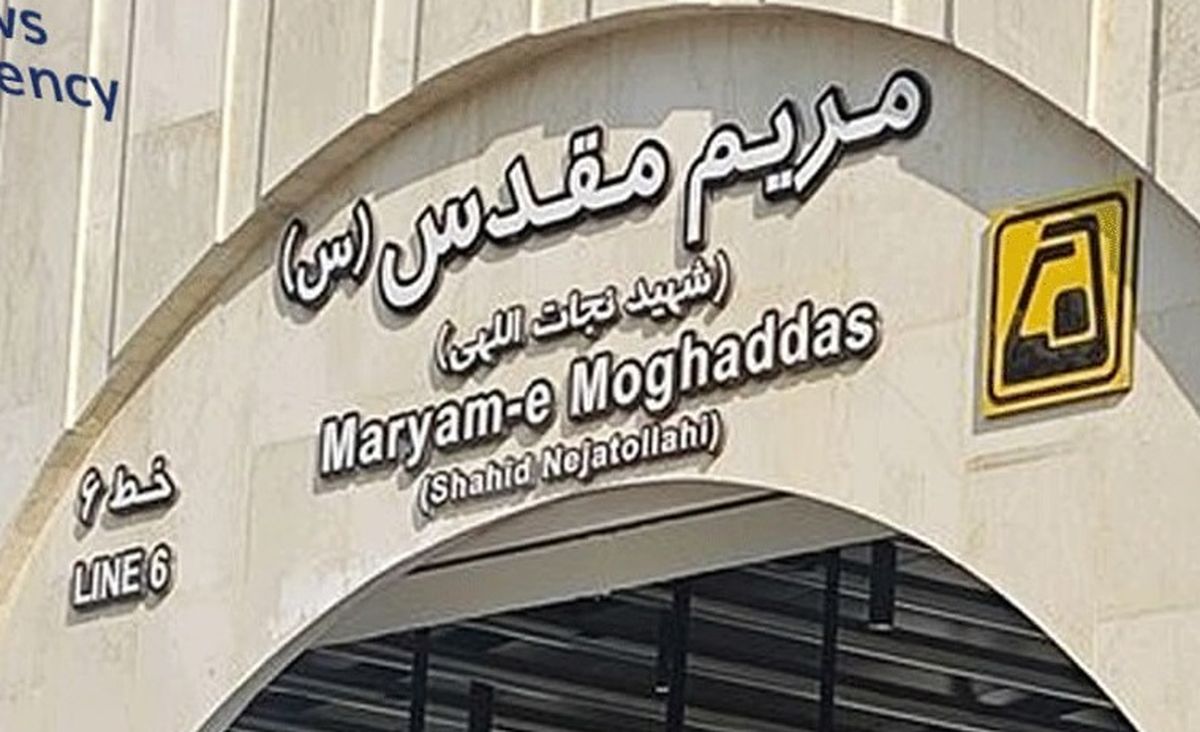 ws
ency
مریم مقدس (س)
(شهید نجات اللهی)
Maryam-e Moghaddas
(Shahid Nejatollahi)
خط ۶
LINE 6